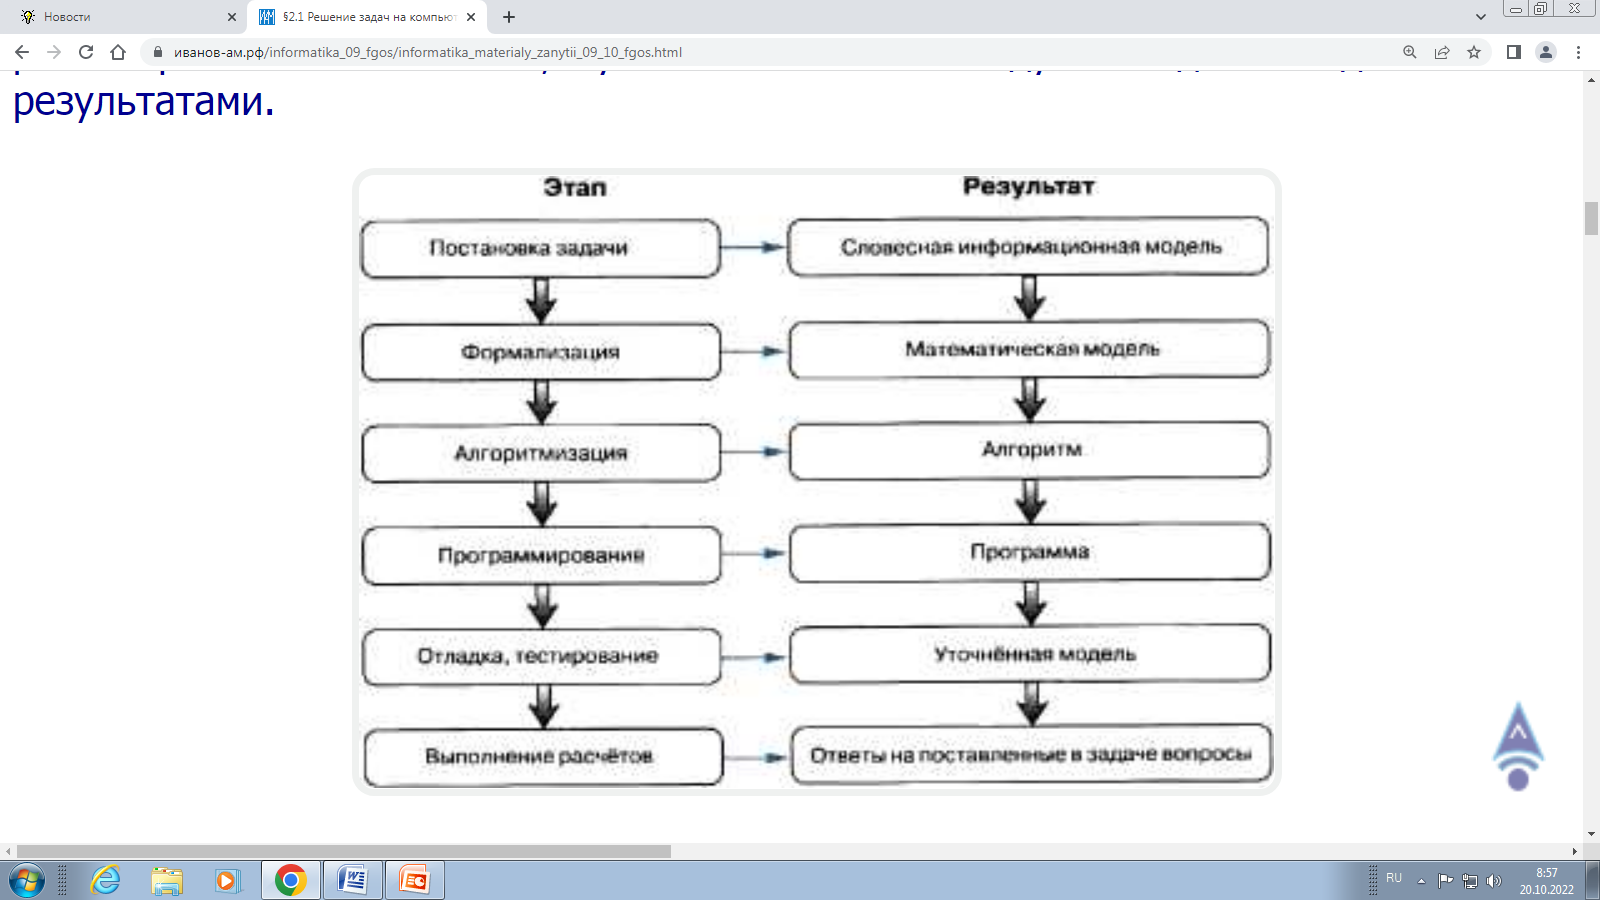 Новости
§2.1 Решение задач на компьют
иванов-ам.рф/informatika_09_fgos/informatika_materialy_zanytii_09_10_fgos.html
результатами.
Этап Результат
Постановка задачи Словесная информационная модель
Формализация Математическая модель
Алгоритмизация Алгоритм
Программирование Программа
Отладка, тестирование Уточнённая модель
Выполнение расчётов Ответы на поставленные в задаче вопросы
RU
8:57
20.10.2022